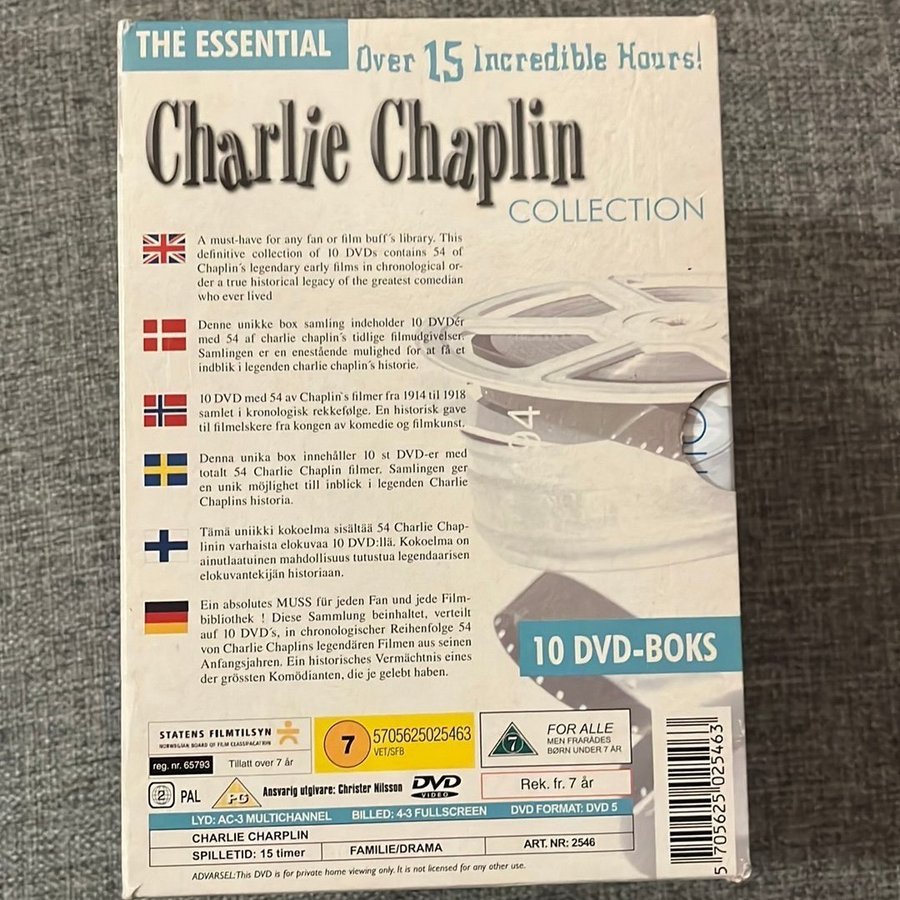 THE ESSENTIAL
Over 15 Incredible Hours!
Charlie Chaplin
COLLECTION
A must-have for any fan or film buff´s library. This
definitive collection of 10 DVDs contains 54 of
Chaplin´s legendary early films in chronological or-
der a true historical legacy of the greatest comedian
who ever lived
Denne unikke box samling indeholder 10 DVDér
med 54 af charlie chaplin´s tidlige filmudgivelser.
Samlingen er en enestående mulighed for at få et
indblik i legenden charlie chaplin´s historie.
10 DVD med 54 av Chaplin`s filmer fra 1914 til 1918
samlet i kronologisk rekkefølge. En historisk gave
til filmelskere fra kongen av komedie og filmkunst.
Denna unika box innehåller 10 st DVD-er med
totalt 54 Charlie Chaplin filmer. Samlingen ger
en unik möjlighet till inblick i legenden Charlie
Chaplins historia.
Tämä uniikki kokoelma sisältää 54 Charlie Chap-
linin varhaista elokuvaa 10 DVD:llä. Kokoelma on
ainutlaatuinen mahdollisuus tutustua legendaarisen
elokuvantekijän historiaan.
Ein absolutes MUSS für jeden Fan und jede Film-
bibliothek ! Diese Sammlung beinhaltet, verteilt
auf 10 DVD´s, in chronologischer Reihenfolge 54
von Charlie Chaplins legendären Filmen aus seinen
Anfangsjahren. Ein historisches Vermächtnis eines
der grössten Komödianten, die je gelebt haben.
04
10 DVD-BOKS
STATENS FILMTILSYN
NORWEGIAN BOARD OF FILM CLASSIFICATION
reg. nr. 65793
Tillatt over 7 år
7
5705625025463
VET/SFB
7
FOR ALLE
MEN FRARÅDES
BØRN UNDER 7 ÅR
Rek. fr. 7 år
2
PAL
PG
Ansvarig utgivare: Christer Nilsson
DVD
VIDEO
LYD: AC-3 MULTICHANNEL
BILLED: 4-3 FULLSCREEN
DVD FORMAT: DVD 5
CHARLIE CHARPLIN
SPILLETID: 15 timer
FAMILIE/DRAMA
ART. NR: 2546
ADVARSEL:This DVD is for private home viewing only. It is not licensed for any other use.
5 705625 025463